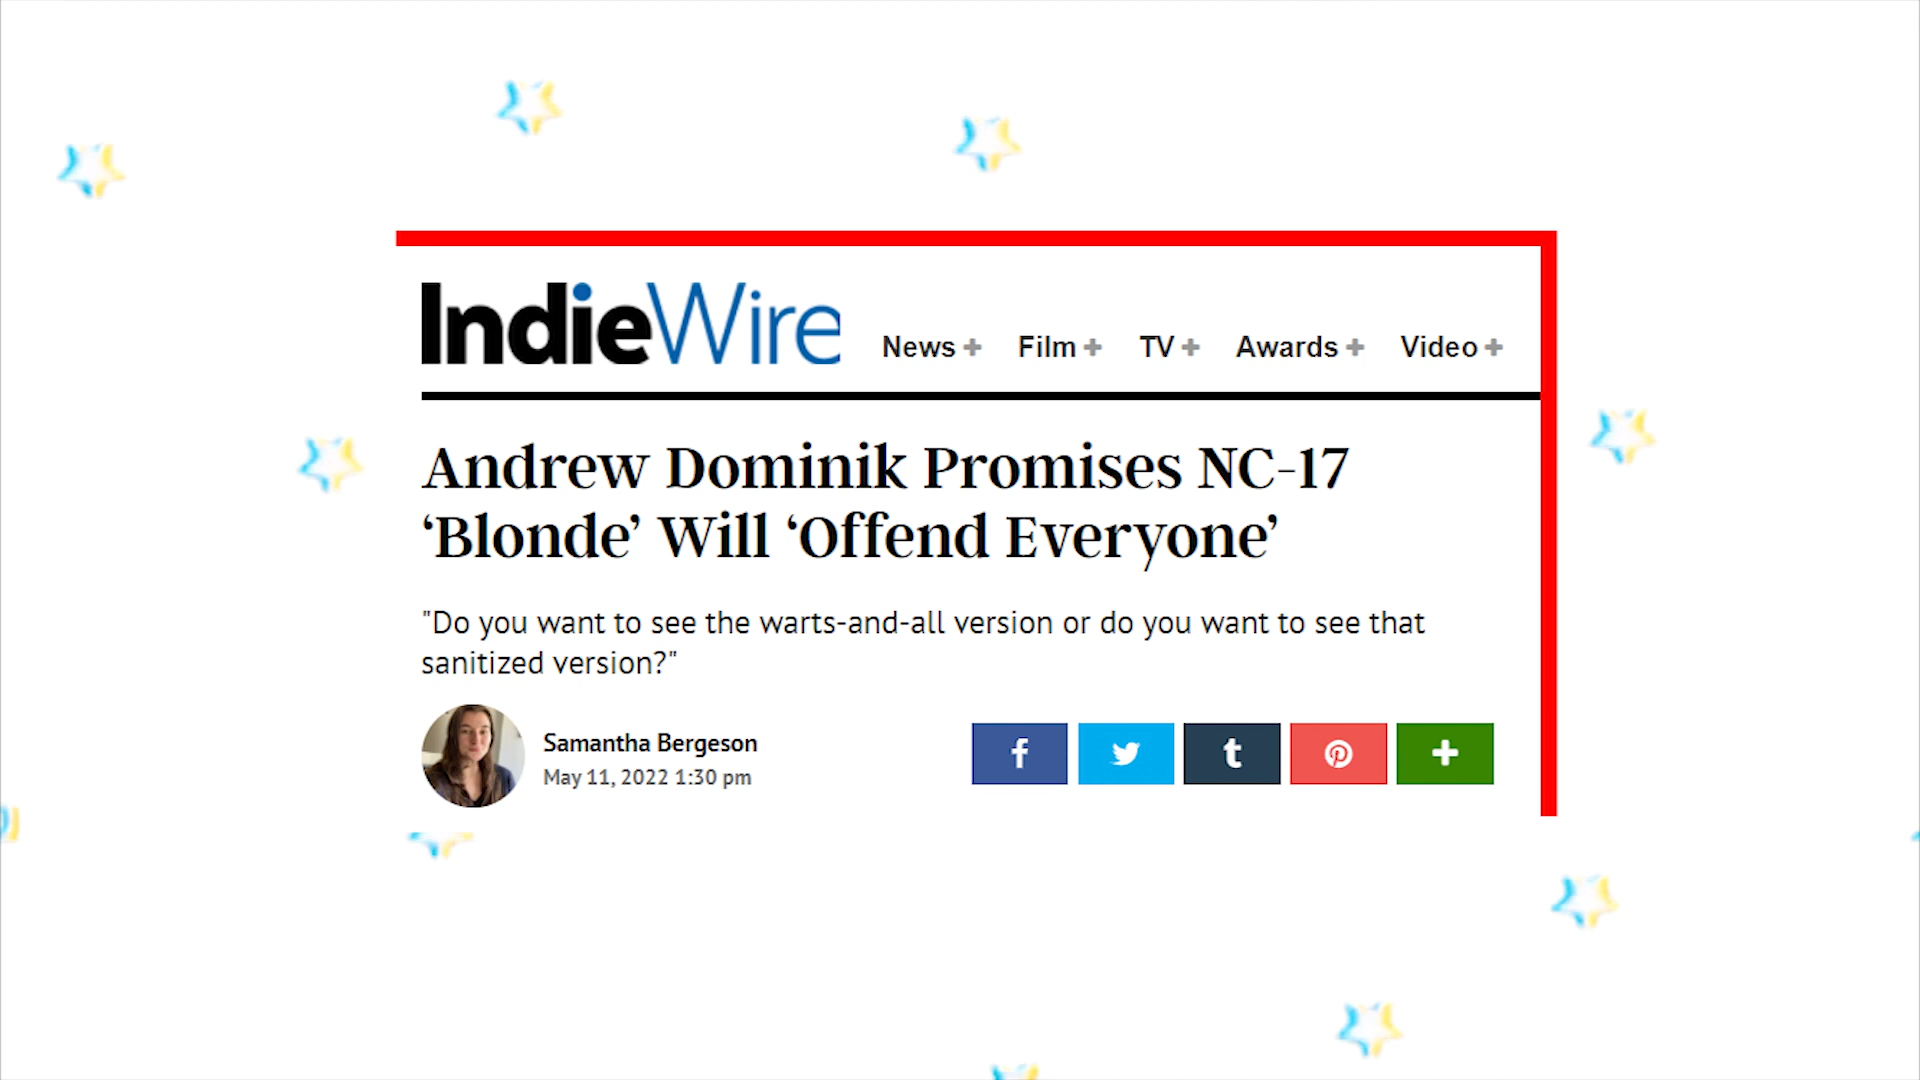 IndieWire
News + Film + TV + Awards + Video +
Andrew Dominik Promises NC-17
‘Blonde’ Will ‘Offend Everyone’
"Do you want to see the warts-and-all version or do you want to see that
sanitized version?"
Samantha Bergeson
May 11, 2022 1:30 pm